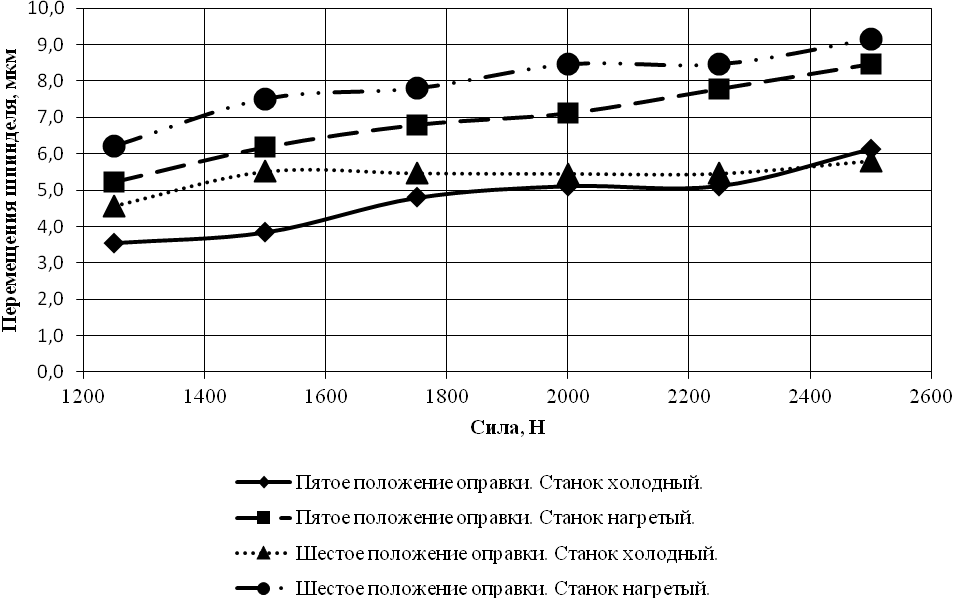 10,0
9,0
8,0
7,0
6,0
5,0
4,0
3,0
2,0
1,0
0,0
Перемещения шпинделя, мкм
1200 1400 1600 1800 2000 2200 2400 2600
Сила, Н
Пятое положение оправки. Станок холодный.
Пятое положение оправки. Станок нагретый.
Шестое положение оправки. Станок холодный.
Шестое положение оправки. Станок нагретый.